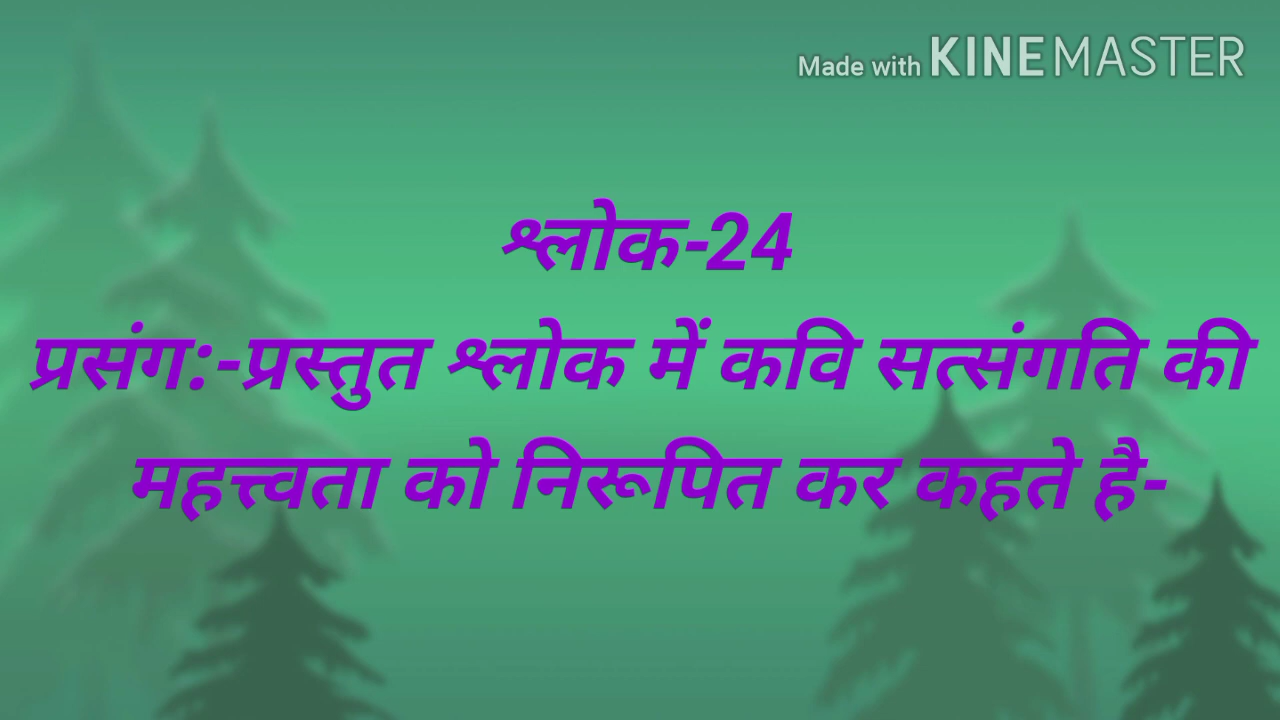 Made with KINEMASTER
श्लोक-24
प्रसंग:-प्रस्तुत श्लोक में कवि सत्संगति की
महत्त्वता को निरूपित कर कहते है-